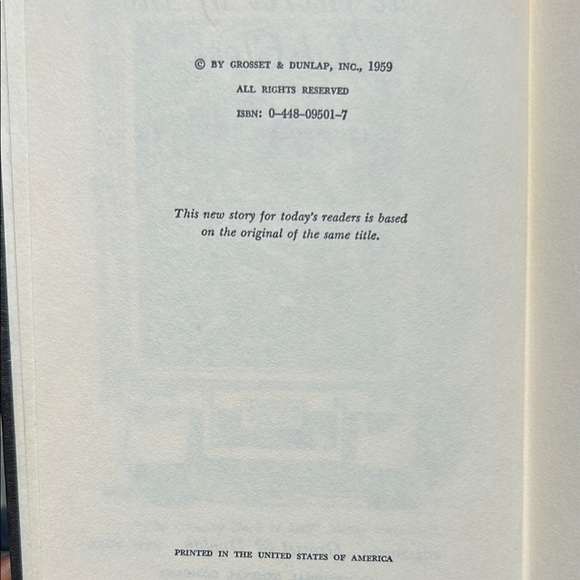 © BY GROSSET & DUNLAP, INC., 1959
ALL RIGHTS RESERVED
ISBN: 0-448-09501-7
This new story for today's readers is based
on the original of the same title.
PRINTED IN THE UNITED STATES OF AMERICA